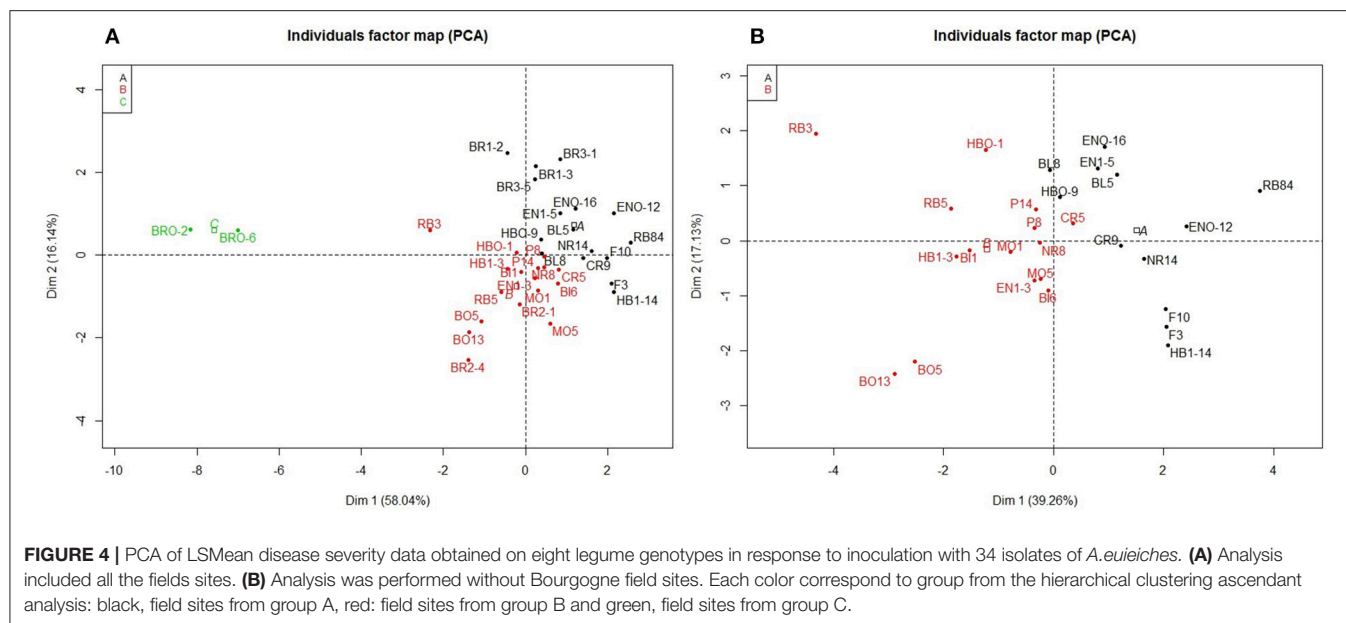 A
Individuals factor map (PCA)
A
B
C
4
2
0
-2
-4
Dim 2 (16.14%)
BR1-2
BR3-1
BR1-3
BR3-5
ENO-16
ENO-12
EN1-5
RB3
C
BRO-2
BRO-6
BL5
A
RB84
HBO-9
NR14
F10
HBO-1
P8
BL8
CR9
HB1-3
P14
BI1
NR8
CR5
EN1-3
BI6
F3
RB5
B
MO1
HB1-14
BR2-1
BO5
MO5
BO13
BR2-4
-10
-8
-6
-4
-2
0
2
Dim 1 (58.04%)
B
Individuals factor map (PCA)
A
B
3
2
1
0
-1
-2
-3
Dim 2 (17.13%)
RB3
HBO-1
ENO-16
BL8
EN1-5
BL5
RB84
HBO-9
RB5
P14
P8
CR5
ENO-12
A
B
MO1
NR8
CR9
HB1-3
BI1
NR14
MO5
EN1-3
BI6
F10
F3
HB1-14
BO5
BO13
-4
-2
0
2
4
Dim 1 (39.26%)
FIGURE 4 | PCA of LSMean disease severity data obtained on eight legume genotypes in response to inoculation with 34 isolates of A.euieiches. (A) Analysis
included all the fields sites. (B) Analysis was performed without Bourgogne field sites. Each color correspond to group from the hierarchical clustering ascendant
analysis: black, field sites from group A, red: field sites from group B and green, field sites from group C.